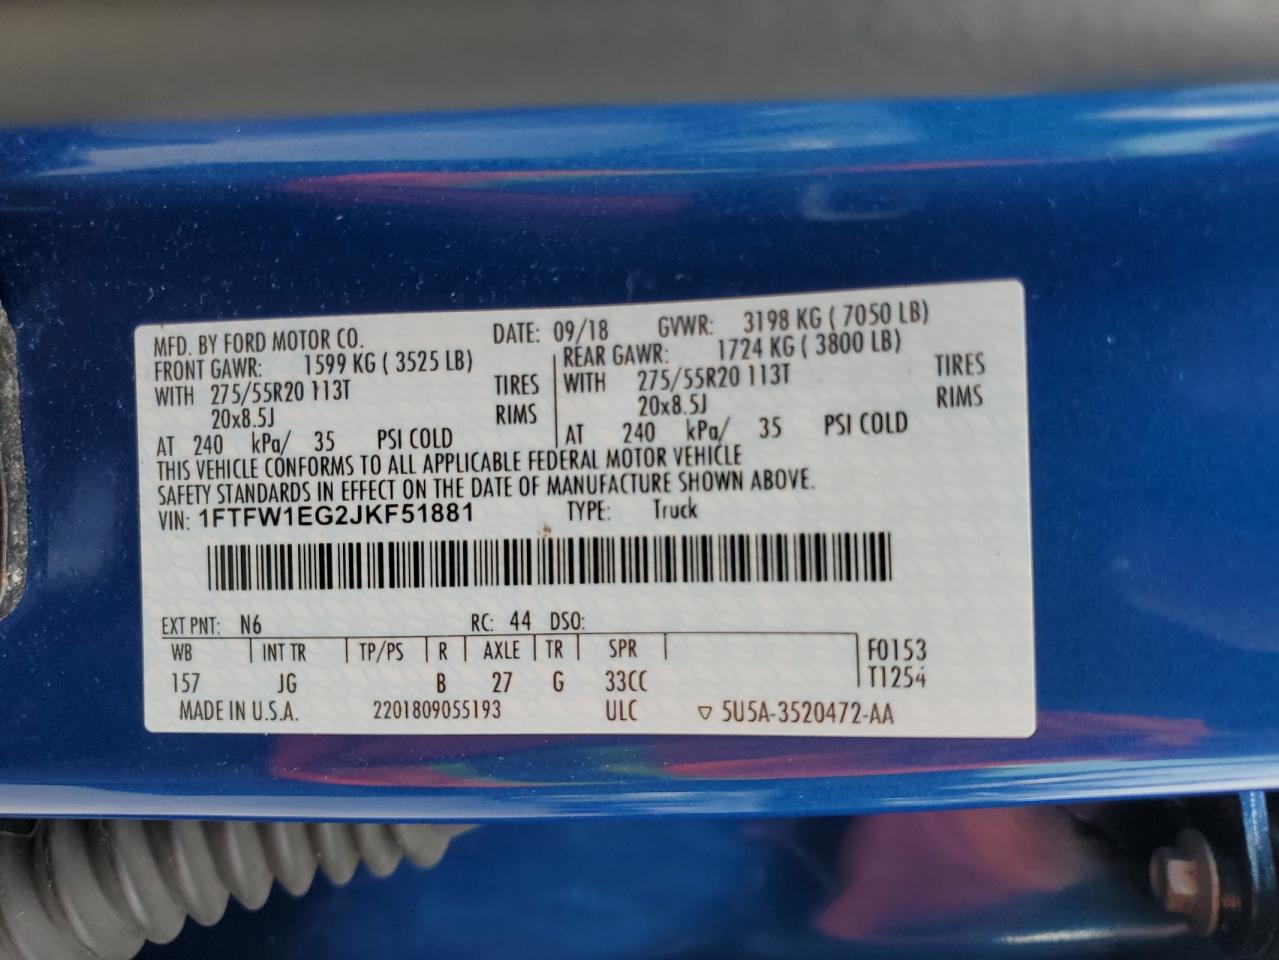 MFD. BY FORD MOTOR CO. DATE: 09/18 GVWR: 3198 KG ( 7050 LB)
FRONT GAWR: 1599 KG ( 3525 LB) REAR GAWR: 1724 KG ( 3800 LB)
WITH 275/55R20 113T TIRES WITH 275/55R20 113T TIRES
20x8.5J RIMS 20x8.5J RIMS
AT 240 kPa/ 35 PSI COLD AT 240 kPa/ 35 PSI COLD
THIS VEHICLE CONFORMS TO ALL APPLICABLE FEDERAL MOTOR VEHICLE
SAFETY STANDARDS IN EFFECT ON THE DATE OF MANUFACTURE SHOWN ABOVE.
VIN: 1FTFW1EG2JKF51881 TYPE: Truck
EXT PNT: N6 RC: 44 DSO:
WB INT TR TP/PS R AXLE TR SPR F0153
157 JG B 27 G 33CC T1254
MADE IN U.S.A. 2201809055193 ULC ▽ 5U5A-3520472-AA